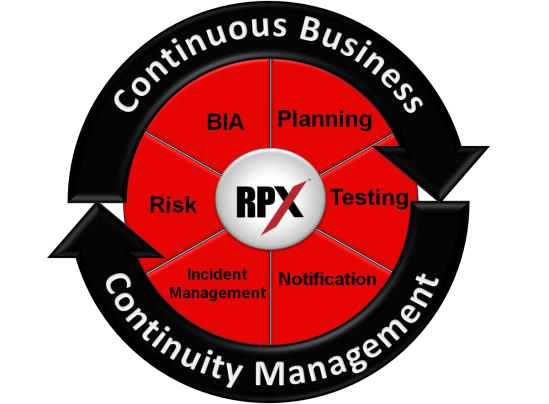 Continuous Business
BIA
Planning
Risk
RPX
Testing
Incident
Management
Notification
Continuity Management